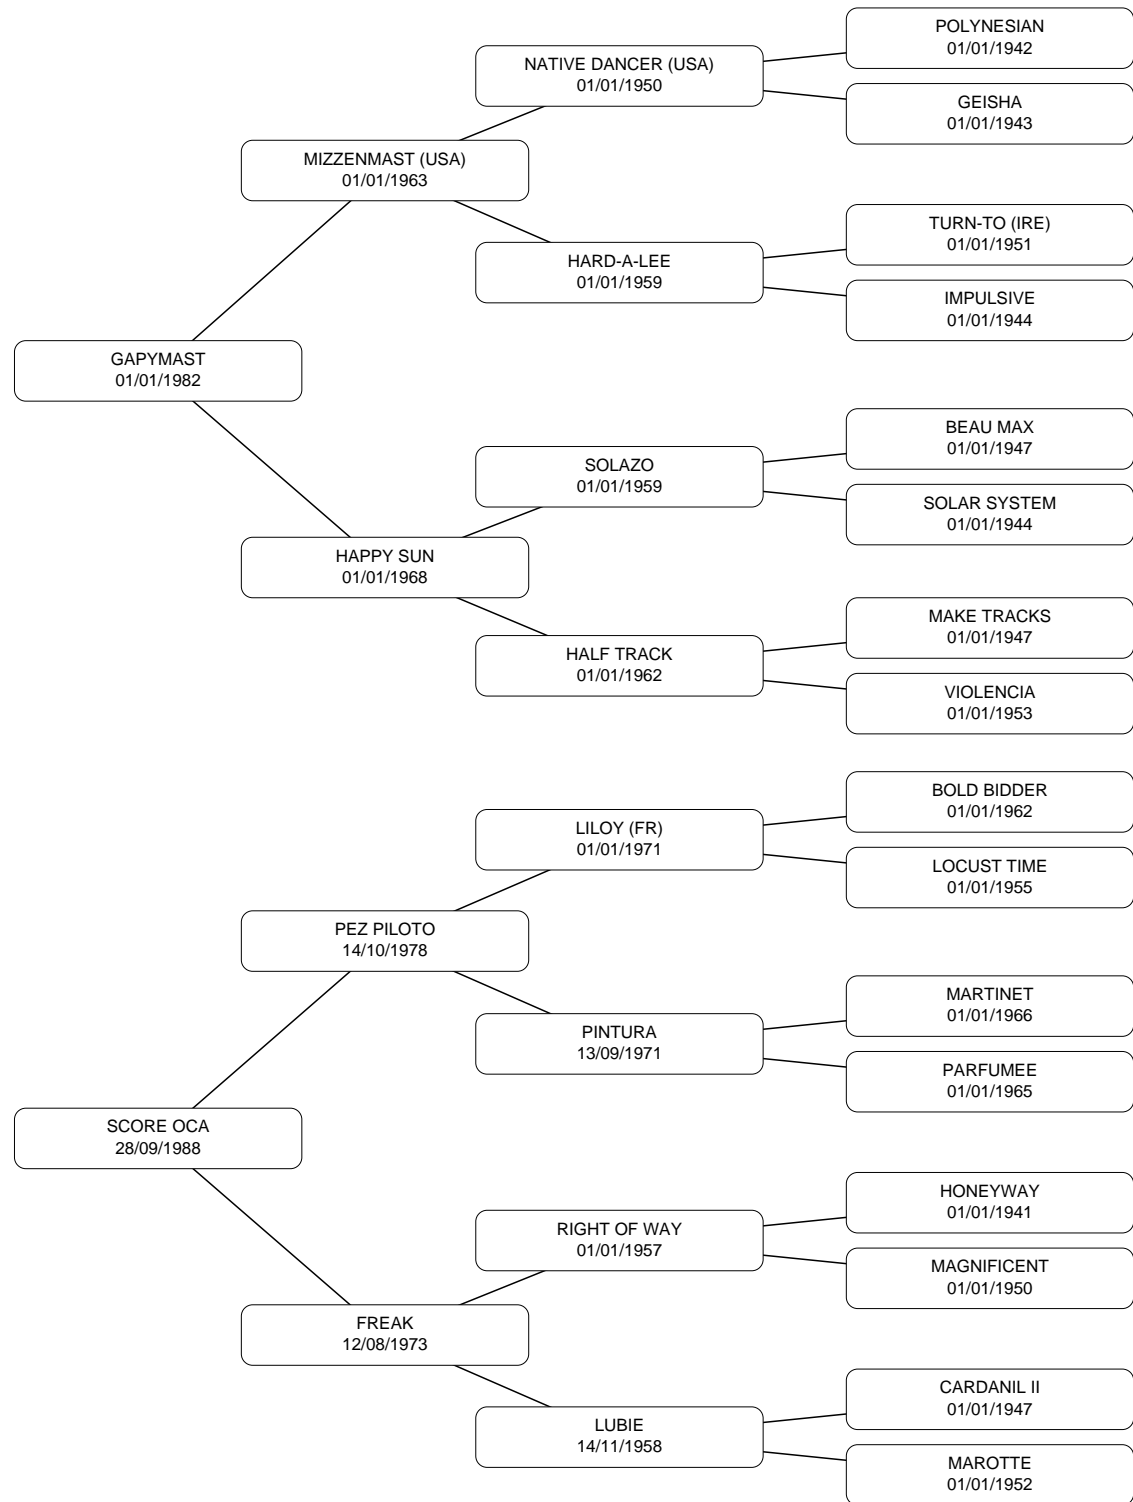 POLYNESIAN
01/01/1942
NATIVE DANCER (USA)
01/01/1950
GEISHA
01/01/1943
MIZZENMAST (USA)
01/01/1963
TURN-TO (IRE)
01/01/1951
HARD-A-LEE
01/01/1959
IMPULSIVE
01/01/1944
GAPYMAST
01/01/1982
BEAU MAX
01/01/1947
SOLAZO
01/01/1959
SOLAR SYSTEM
01/01/1944
HAPPY SUN
01/01/1968
MAKE TRACKS
01/01/1947
HALF TRACK
01/01/1962
VIOLENCIA
01/01/1953
BOLD BIDDER
01/01/1962
LILOY (FR)
01/01/1971
LOCUST TIME
01/01/1955
PEZ PILOTO
14/10/1978
MARTINET
01/01/1966
PINTURA
13/09/1971
PARFUMEE
01/01/1965
SCORE OCA
28/09/1988
HONEYWAY
01/01/1941
RIGHT OF WAY
01/01/1957
MAGNIFICENT
01/01/1950
FREAK
12/08/1973
CARDANIL II
01/01/1947
LUBIE
14/11/1958
MAROTTE
01/01/1952